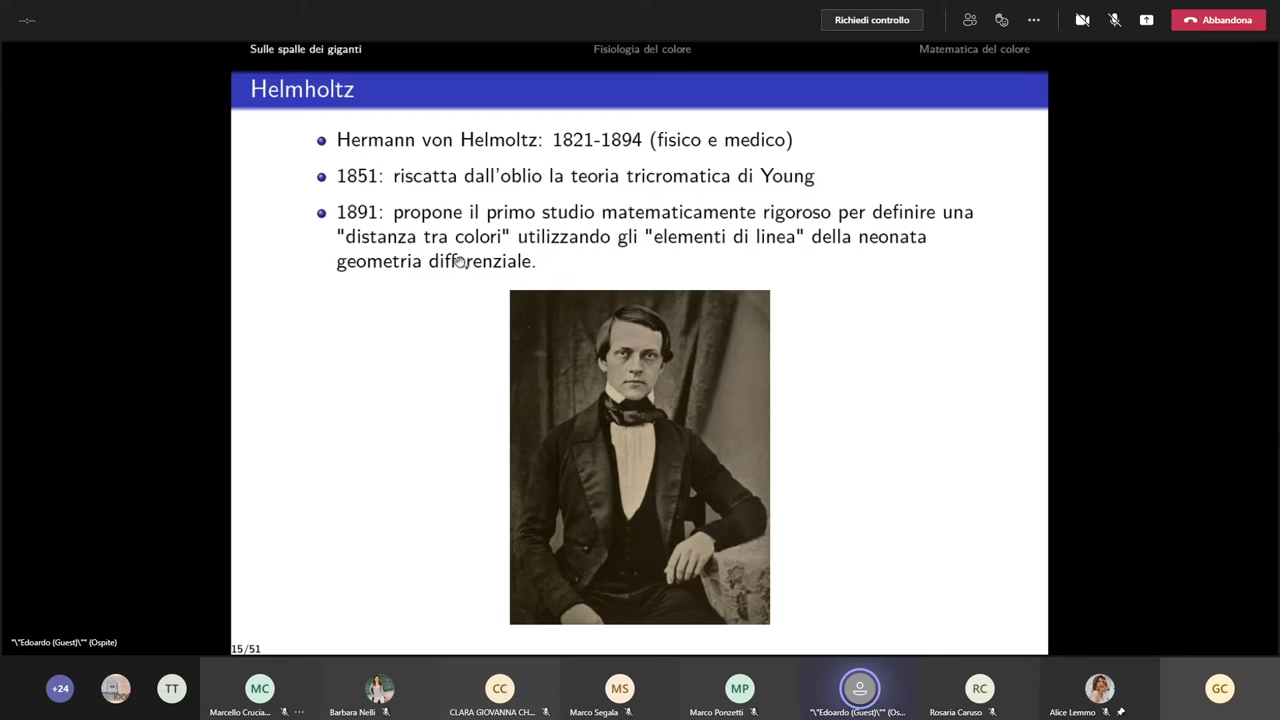 --:--
Richiedi controllo
Abbandona
Sulle spalle dei giganti
Fisiologia del colore
Matematica del colore
Helmholtz
Hermann von Helmoltz: 1821-1894 (fisico e medico)
1851: riscatta dall'oblio la teoria tricromatica di Young
1891: propone il primo studio matematicamente rigoroso per definire una
"distanza tra colori" utilizzando gli "elementi di linea" della neonata
geometria differenziale.
"\"Edoardo (Guest)\"" (Ospite)
15/51
+24
TT
MC
CC
MS
MP
RC
GC
Marcello Crucia...
Barbara Nelli
CLARA GIOVANNA CH...
Marco Segala
Marco Ponzetti
"\"Edoardo (Guest)\"" (Os...
Rosaria Caruso
Alice Lemmo